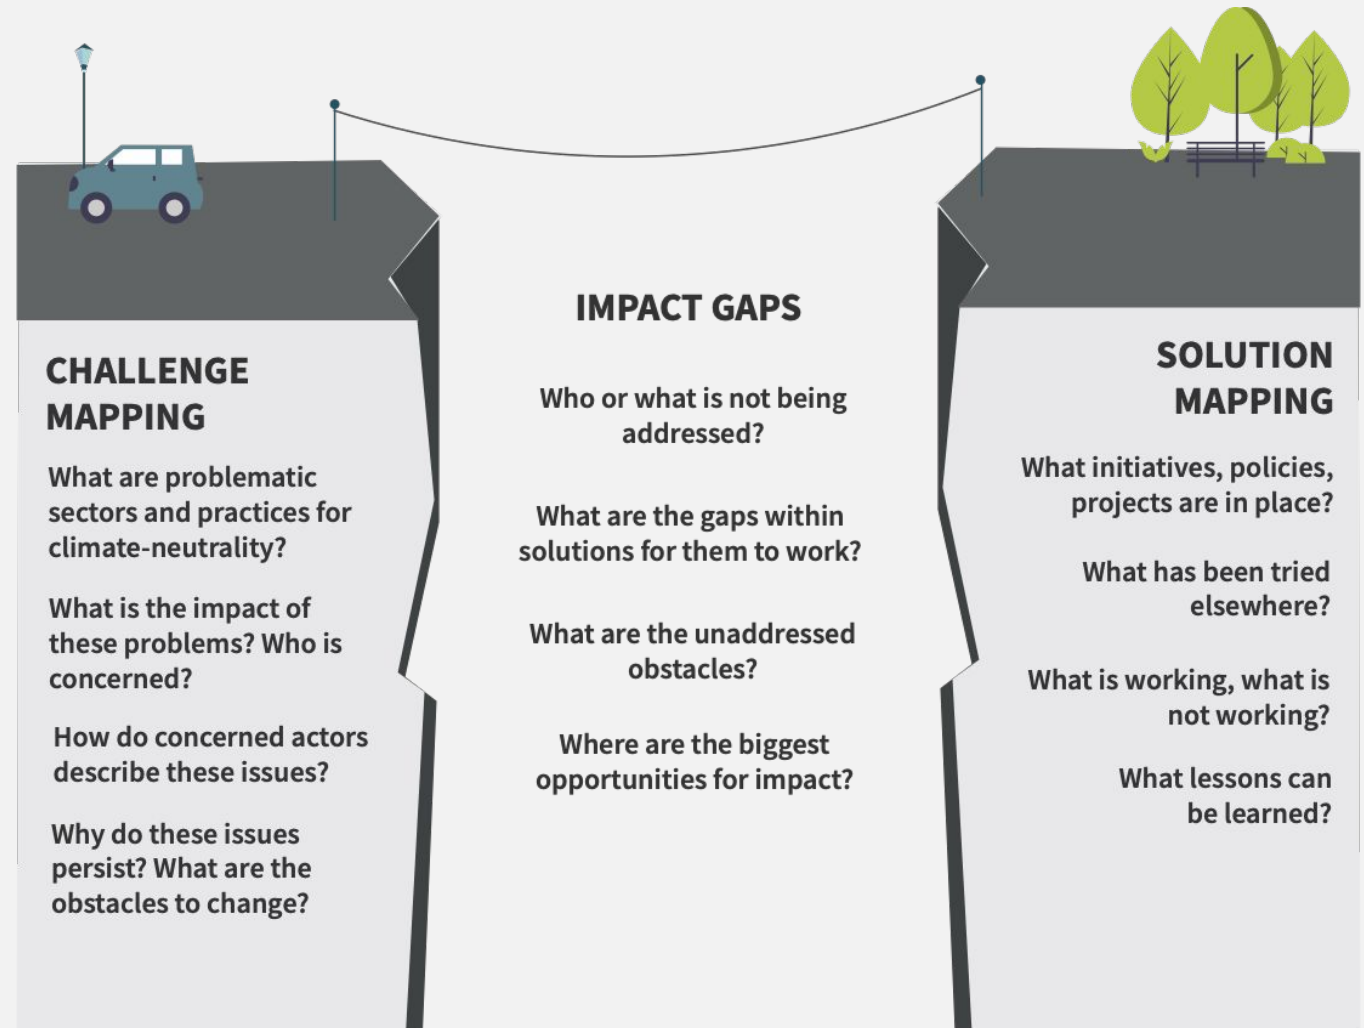 CHALLENGE
MAPPING
What are problematic
sectors and practices for
climate-neutrality?
What is the impact of
these problems? Who is
concerned?
How do concerned actors
describe these issues?
Why do these issues
persist? What are the
obstacles to change?
IMPACT GAPS
Who or what is not being
addressed?
What are the gaps within
solutions for them to work?
What are the unaddressed
obstacles?
Where are the biggest
opportunities for impact?
SOLUTION
MAPPING
What initiatives, policies,
projects are in place?
What has been tried
elsewhere?
What is working, what is
not working?
What lessons can
be learned?